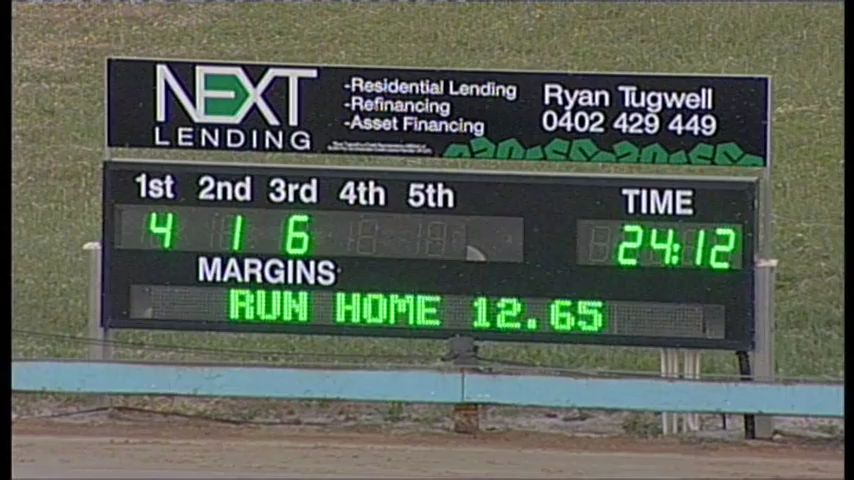 NEXT
LENDING
-Residential Lending
-Refinancing
-Asset Financing
Ryan Tugwell
0402 429 449
1st 2nd 3rd 4th 5th TIME
4 1 6 24:12
MARGINS
RUN HOME 12.65